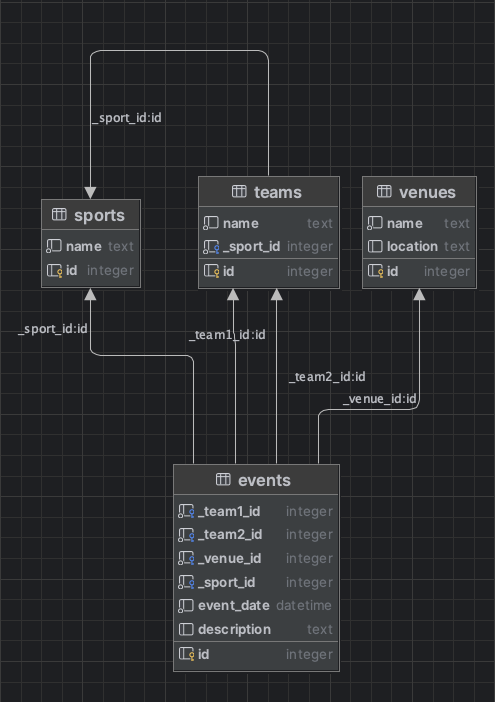 _sport_id:id
teams
venues
sports
name text
_sport_id integer
id integer
name text
location text
id integer
name text
id integer
_sport_id:id
_team1_id:id
_team2_id:id
_venue_id:id
events
_team1_id integer
_team2_id integer
_venue_id integer
_sport_id integer
event_date datetime
description text
id integer